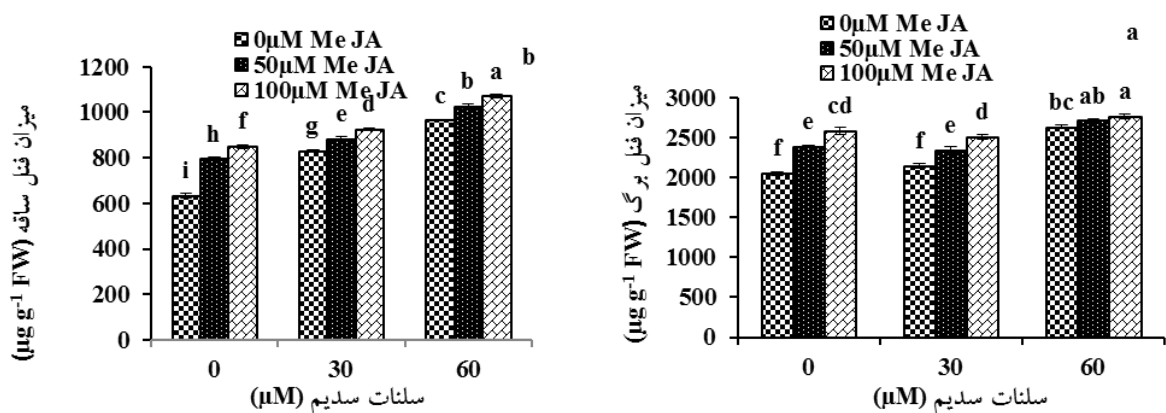 0µM Me JA
50µM Me JA
100µM Me JA
b
میزان فنل ساقه (µg g-1 FW)
1200
1000
800
600
400
200
0
i h f g e d c b a
0 30 60
سلنات سدیم (µM)
0µM Me JA
50µM Me JA
100µM Me JA
a
میزان فنل برگ (µg g-1 FW)
3000
2500
2000
1500
1000
500
0
f e cd f e d bc ab a
0 30 60
سلنات سدیم (µM)